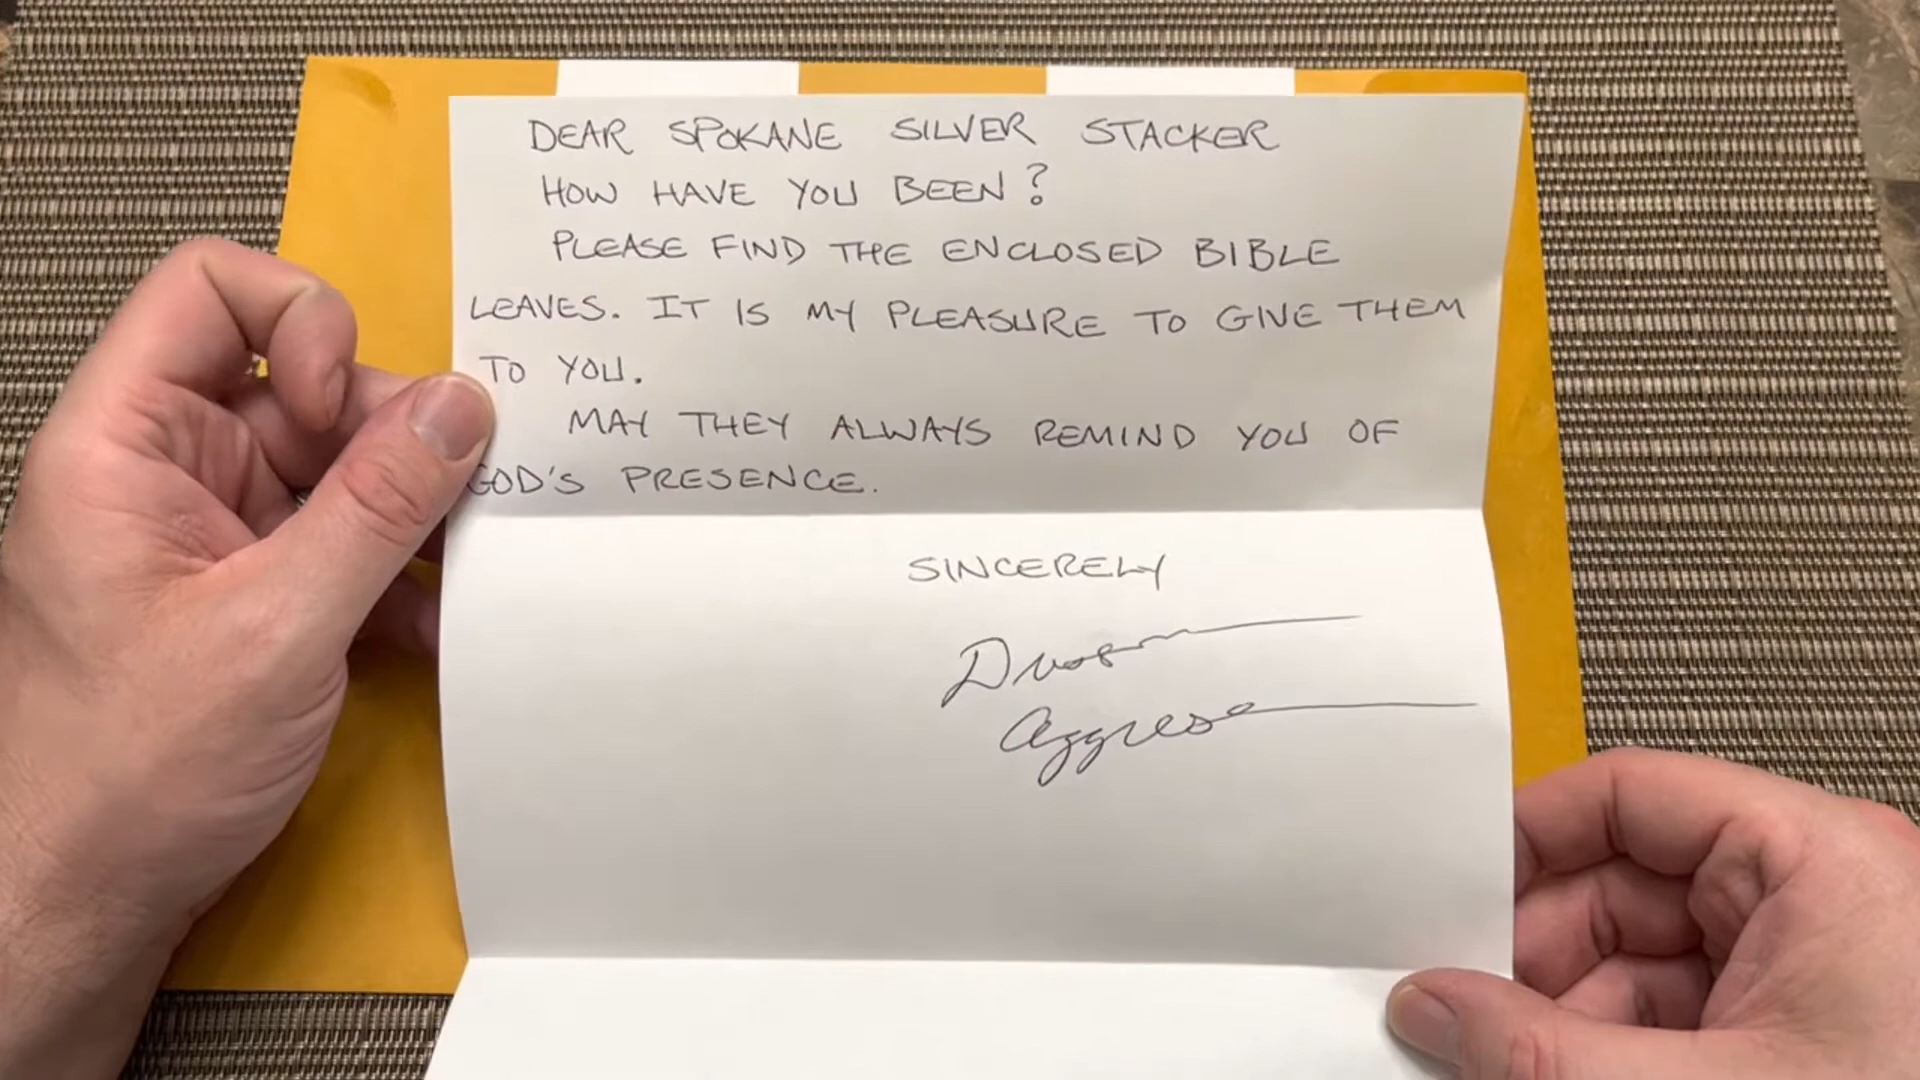 DEAR SPOKANE SILVER STACKER
HOW HAVE YOU BEEN?
PLEASE FIND THE ENCLOSED BIBLE
LEAVES. IT IS MY PLEASURE TO GIVE THEM
TO YOU.
MAY THEY ALWAYS REMIND YOU OF
GOD'S PRESENCE.
SINCERELY